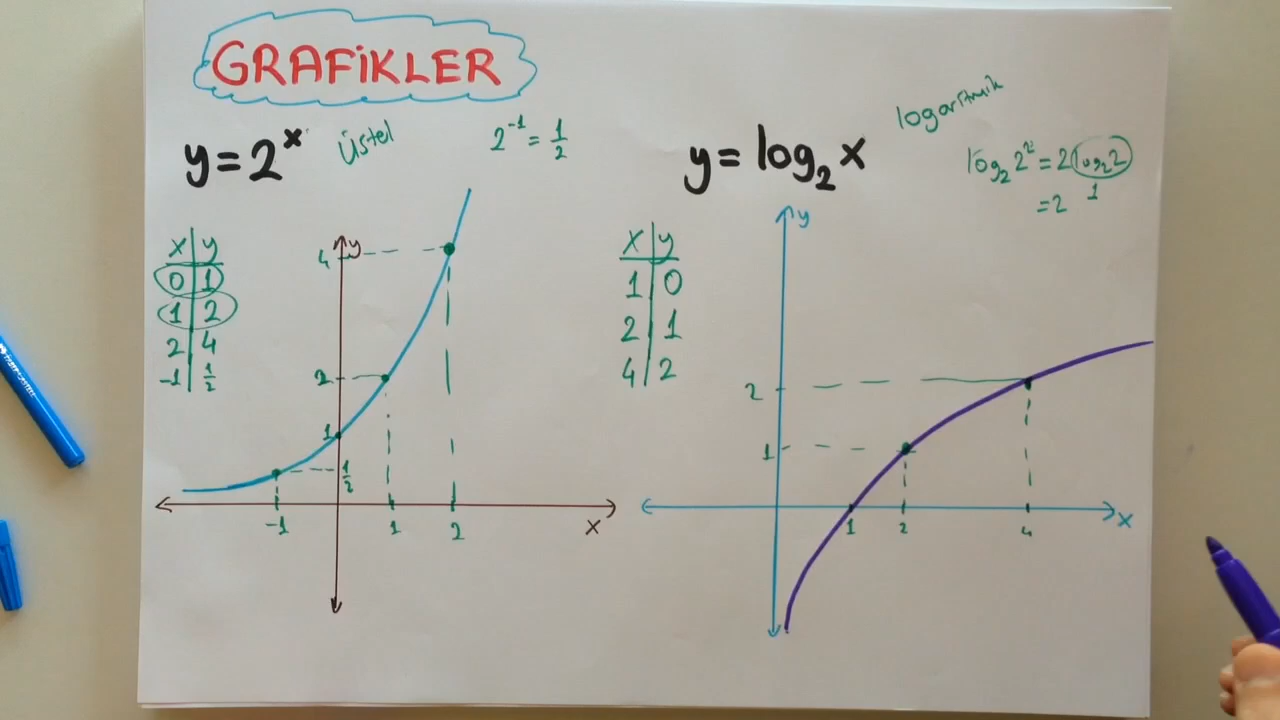 GRAFİKLER
y=2ˣ
üstel
2⁻¹ = 1/2
x | y
0 | 1
1 | 2
2 | 4
-1 | 1/2
y
4
2
1
1/2
-1 1 2
x
y = log₂ x
logaritmik
log₂ 2² = 2 log₂ 2
1
= 2
x | y
1 | 0
2 | 1
4 | 2
y
2
1
1 2 4
x